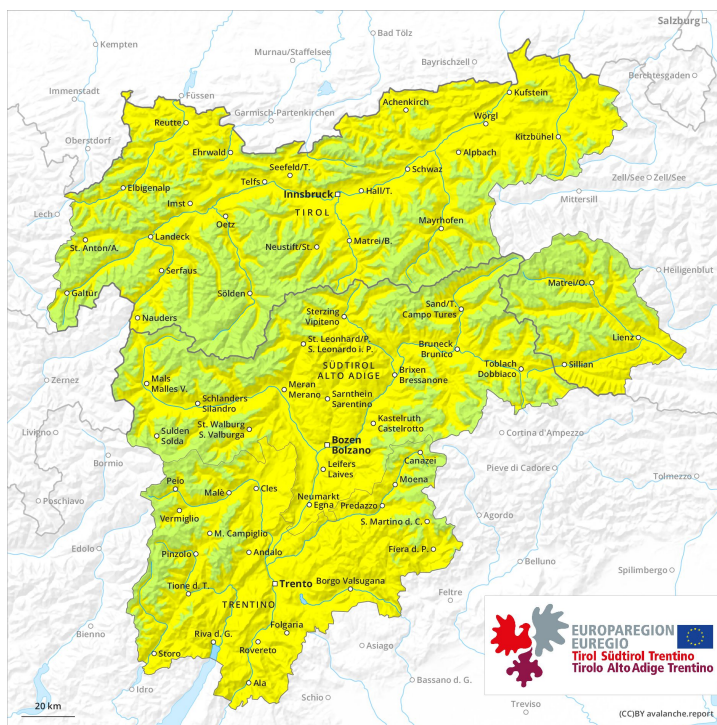 Salzburg
Kempten
Bad Tölz
Murnau/Staffelsee
Bayrischzell
Berchtesgaden
Immenstadt
Füssen
Garmisch-Partenkirchen
Achenkirch
Kufstein
Reutte
Wörgl
Oberstdorf
Ehrwald
Kitzbühel
Alpbach
Seefeld/T.
Schwaz
Telfs
Zell/See
Zell/See
Elbigenalp
Innsbruck
Hall/T.
Mittersill
Imst
Lech
TIROL
Oetz
Mayrhofen
St. Anton/A.
Landeck
Neustift/St.
Matrei/B.
Serfaus
Heiligenblut
Galtür
Sölden
Matrei/O.
Nauders
Sterzing
Vipiteno
Sand/T.
Campo Tures
Lienz
St. Leonhard/P.
S. Leonardo i. P.
Bruneck
Brunico
Sillian
Toblach
Dobbiaco
SÜDTIROL
ALTO ADIGE
Brixen
Bressanone
Zernez
Mals
Malles V.
Meran
Merano
Schlanders
Silandro
Sarnthein
Sarentino
St. Walburg
S. Valburga
Kastelruth
Castelrotto
Livigno
Sulden
Solda
Bozen
Bolzano
Cortina d'Ampezzo
Bormio
Canazei
Leifers
Laives
Pieve di Cadore
Tolmezzo
Poschiavo
Peio
Malè
Cles
Moena
Neumarkt
Egna
Predazzo
Vermiglio
Agordo
S. Martino d. C.
M. Campiglio
Edolo
Pinzolo
Andalo
Fiera d. P.
Belluno
Spilimbergo
Trento
Borgo Valsugana
Tione d. T.
Feltre
TRENTINO
Folgaria
Bienno
Riva d. G.
Rovereto
Asiago
Storo
Bassano d. G.
Idro
Ala
Schio
Treviso
EUROPAREGION
EUREGIO
Tirol Südtirol Trentino
Tirolo Alto Adige Trentino
20 km
(CC)BY avalanche.report